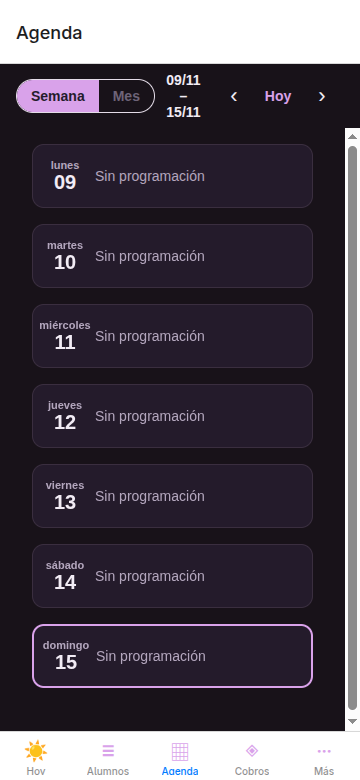 Agenda
Semana
Mes
09/11
–
15/11
‹
Hoy
›
lunes
09
Sin programación
martes
10
Sin programación
miércoles
11
Sin programación
jueves
12
Sin programación
viernes
13
Sin programación
sábado
14
Sin programación
domingo
15
Sin programación
Hoy
Alumnos
Agenda
Cobros
Más